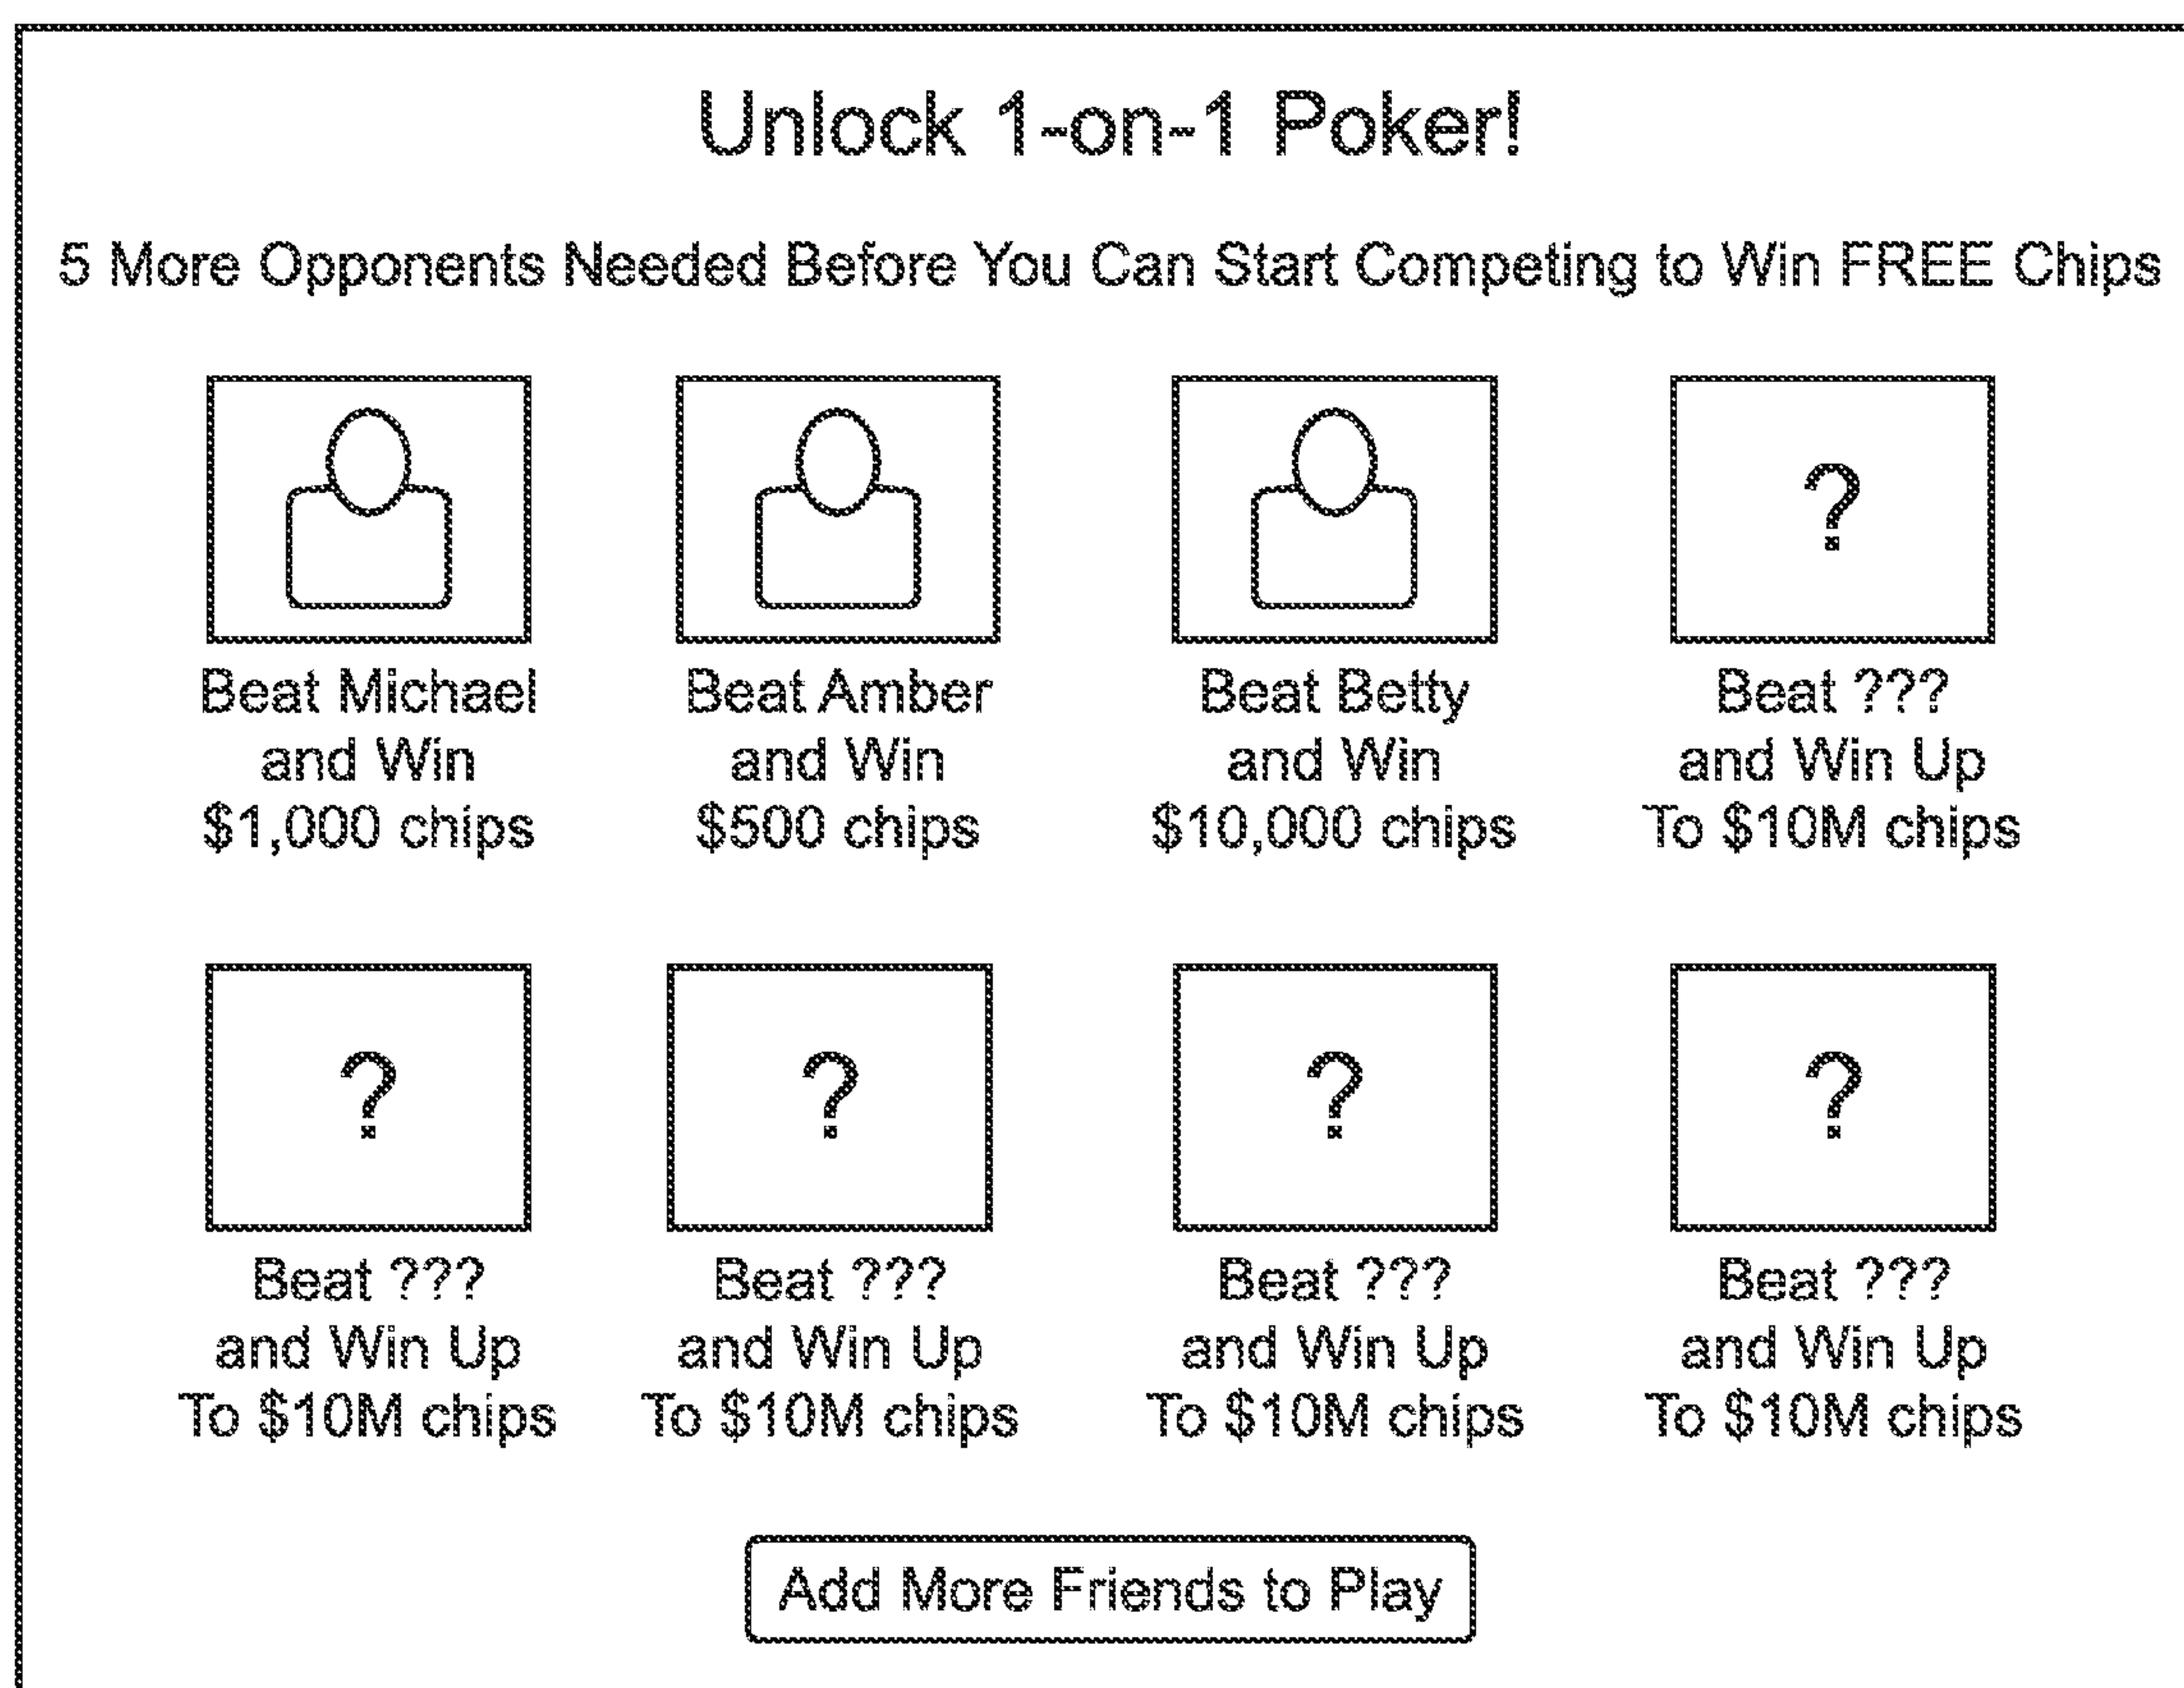 Unlock 1-on-1 Poker!
5 More Opponents Needed Before You Can Start Competing to Win FREE Chips
?
Beat Michael
and Win
$1,000 chips
Beat Amber
and Win
$500 chips
Beat Betty
and Win
$10,000 chips
Beat ???
and Win Up
To $10M chips
?
?
?
?
Beat ???
and Win Up
To $10M chips
Beat ???
and Win Up
To $10M chips
Beat ???
and Win Up
To $10M chips
Beat ???
and Win Up
To $10M chips
Add More Friends to Play